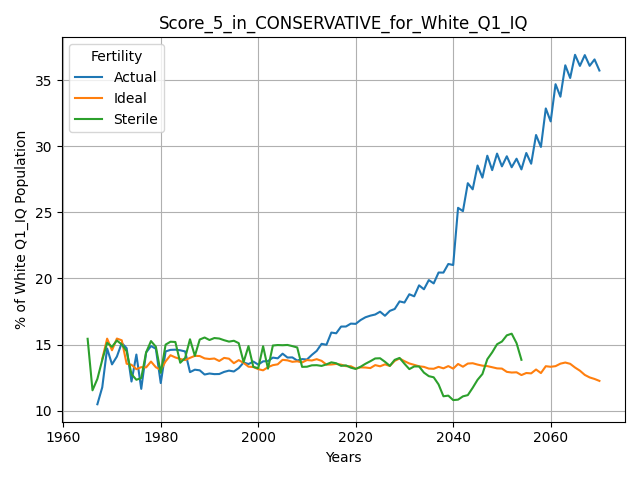 Score_5_in_CONSERVATIVE_for_White_Q1_IQ
Fertility
Actual
Ideal
Sterile
% of White Q1_IQ Population
35
30
25
20
15
10
1960
1980
2000
2020
2040
2060
Years